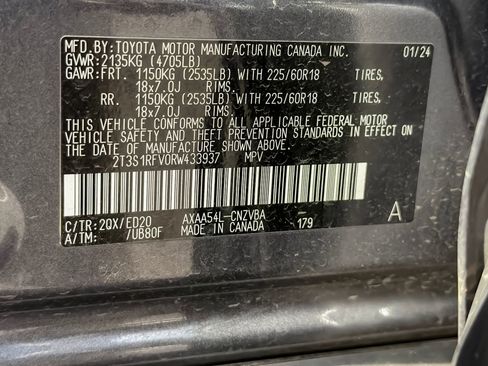 MFD.BY:TOYOTA MOTOR MANUFACTURING CANADA INC. 01/24
GVWR:2135KG (4705LB)
GAWR:FRT. 1150KG (2535LB) WITH 225/60R18 TIRES,
18x7.0J RIMS.
RR. 1150KG (2535LB) WITH 225/60R18 TIRES,
18x7.0J RIMS.
THIS VEHICLE CONFORMS TO ALL APPLICABLE FEDERAL MOTOR
VEHICLE SAFETY AND THEFT PREVENTION STANDARDS IN EFFECT
ON THE DATE OF MANUFACTURE SHOWN ABOVE.
2T3S1RFV0RW433937 MPV
C/TR:2QX/ED20 AXAA54L-CNZVBA A
A/TM: /UB80F MADE IN CANADA 179